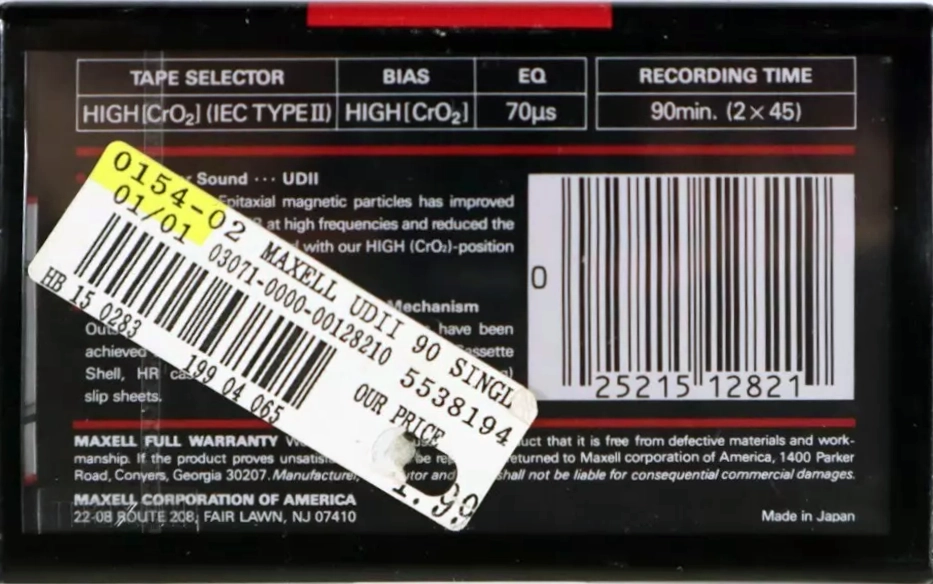 TAPE SELECTOR BIAS EQ RECORDING TIME
HIGH[CrO₂] (IEC TYPE II) HIGH[CrO₂] 70μs 90min. (2 × 45)
Sound ··· UDII
Epitaxial magnetic particles has improved
at high frequencies and reduced the
with our HIGH (CrO₂)-position
Mechanism
have been
achieved
Shell, HR
slip sheets.
0154-02
01/01
MAXELL UDII 90 SINGL
03071-0000-00128210
5538194
HB 15 0283
199 04 065
OUR PRICE
1.99
0
25215 12821
MAXELL FULL WARRANTY
uct that it is free from defective materials and work-
manship. If the product proves unsatis be re eturned to Maxell corporation of America, 1400 Parker
Road, Conyers, Georgia 30207. Manufacturer, utor and shall not be liable for consequential commercial damages.
MAXELL CORPORATION OF AMERICA
22-08 ROUTE 208, FAIR LAWN, NJ 07410
Made in Japan